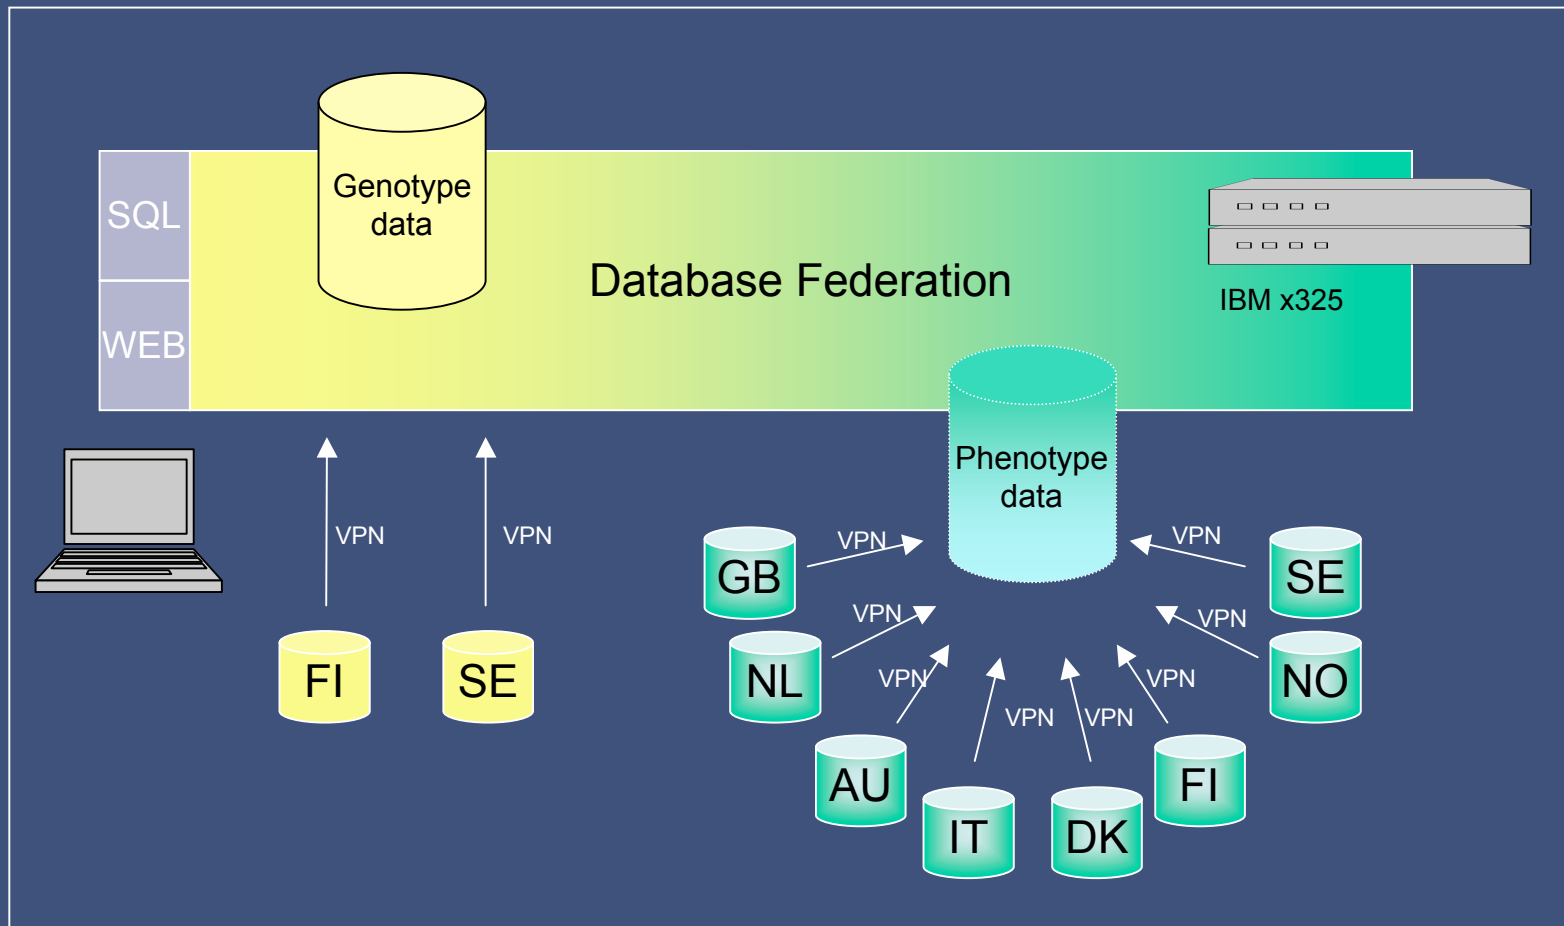 Genotype
data
SQL
WEB
Database Federation
IBM x325
Phenotype
data
VPN
VPN
VPN
VPN
VPN
VPN
VPN
VPN
VPN
VPN
GB
SE
FI
SE
NL
NO
AU
FI
IT
DK